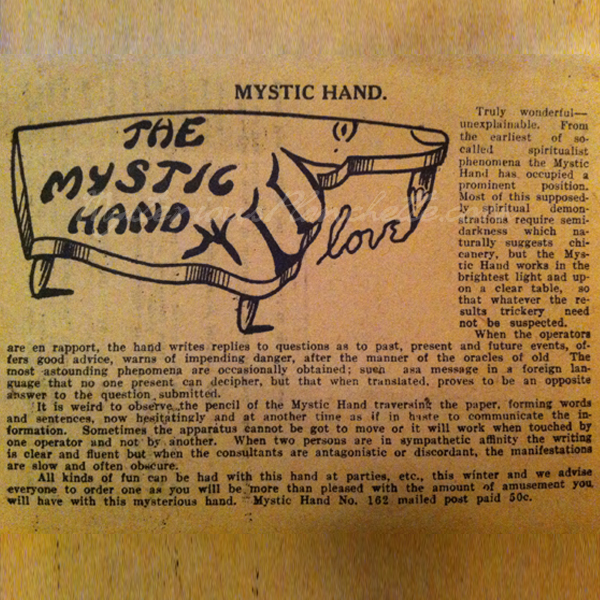 MYSTIC HAND.
THE
MYSTIC
HAND
love
Truly wonderful—
unexplainable. From
the earliest of so-
called spiritualist
phenomena the Mystic
Hand has occupied a
prominent position.
Most of this supposed-
ly spiritual demon-
strations require semi-
darkness which na-
turally suggests chi-
canery, but the Mys-
tic Hand works in the
brightest light and up-
on a clear table, so
that whatever the re-
sults trickery need
not be suspected.
When the operators
are en rapport, the hand writes replies to questions as to past, present and future events, of-
fers good advice, warns of impending danger, after the manner of the oracles of old The
most astounding phenomena are occasionally obtained; such asa message in a foreign lan-
guage that no one present can decipher, but that when translated, proves to be an opposite
answer to the question submitted.
It is weird to observe the pencil of the Mystic Hand traversing the paper, forming words
and sentences, now hesitatingly and at another time as if in haste to communicate the in-
formation. Sometimes the apparatus cannot be got to move or it will work when touched by
one operator and not by another. When two persons are in sympathetic affinity the writing
is clear and fluent but when the consultants are antagonistic or discordant, the manifestations
are slow and often obscure.
All kinds of fun can be had with this hand at parties, etc., this winter and we advise
everyone to order one as you will be more than pleased with the amount of amusement you
will have with this mysterious hand. Mystic Hand No. 162 mailed post paid 50c.